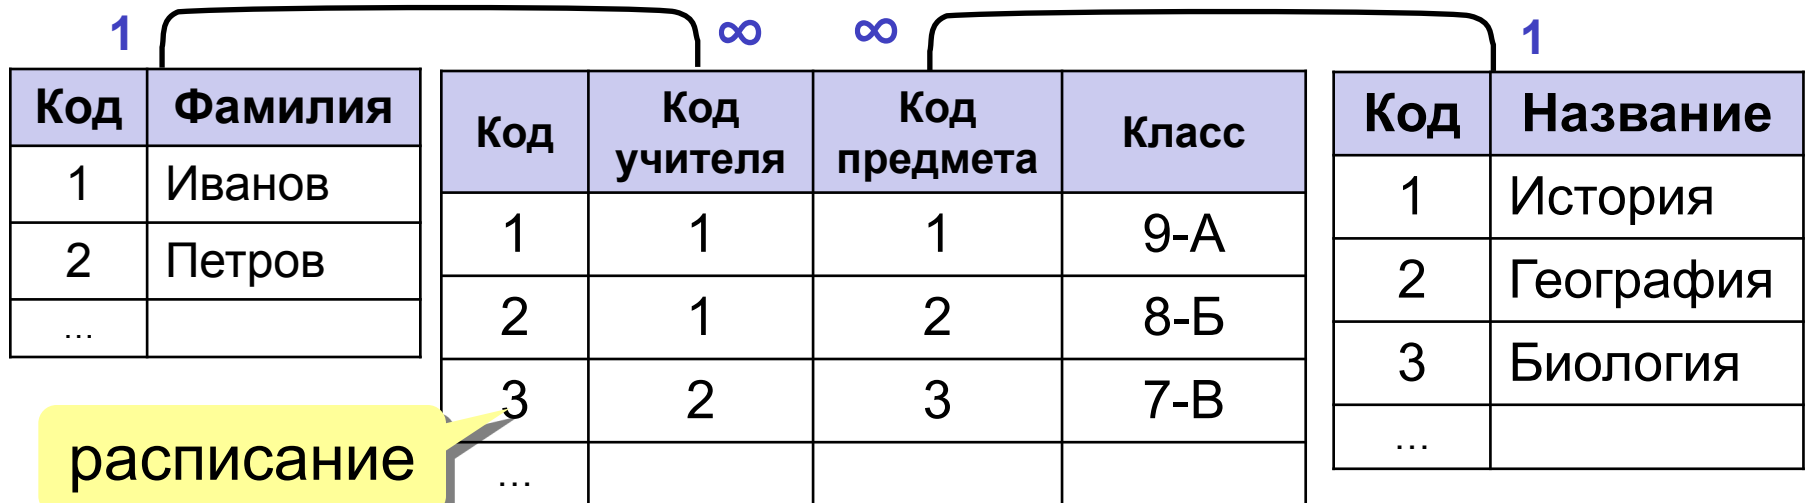 1 ∞ ∞ 1
Код Фамилия
1 Иванов
2 Петров
...
Код Код учителя Код предмета Класс
1 1 1 9-А
2 1 2 8-Б
3 2 3 7-В
...
Код Название
1 История
2 География
3 Биология
...
расписание